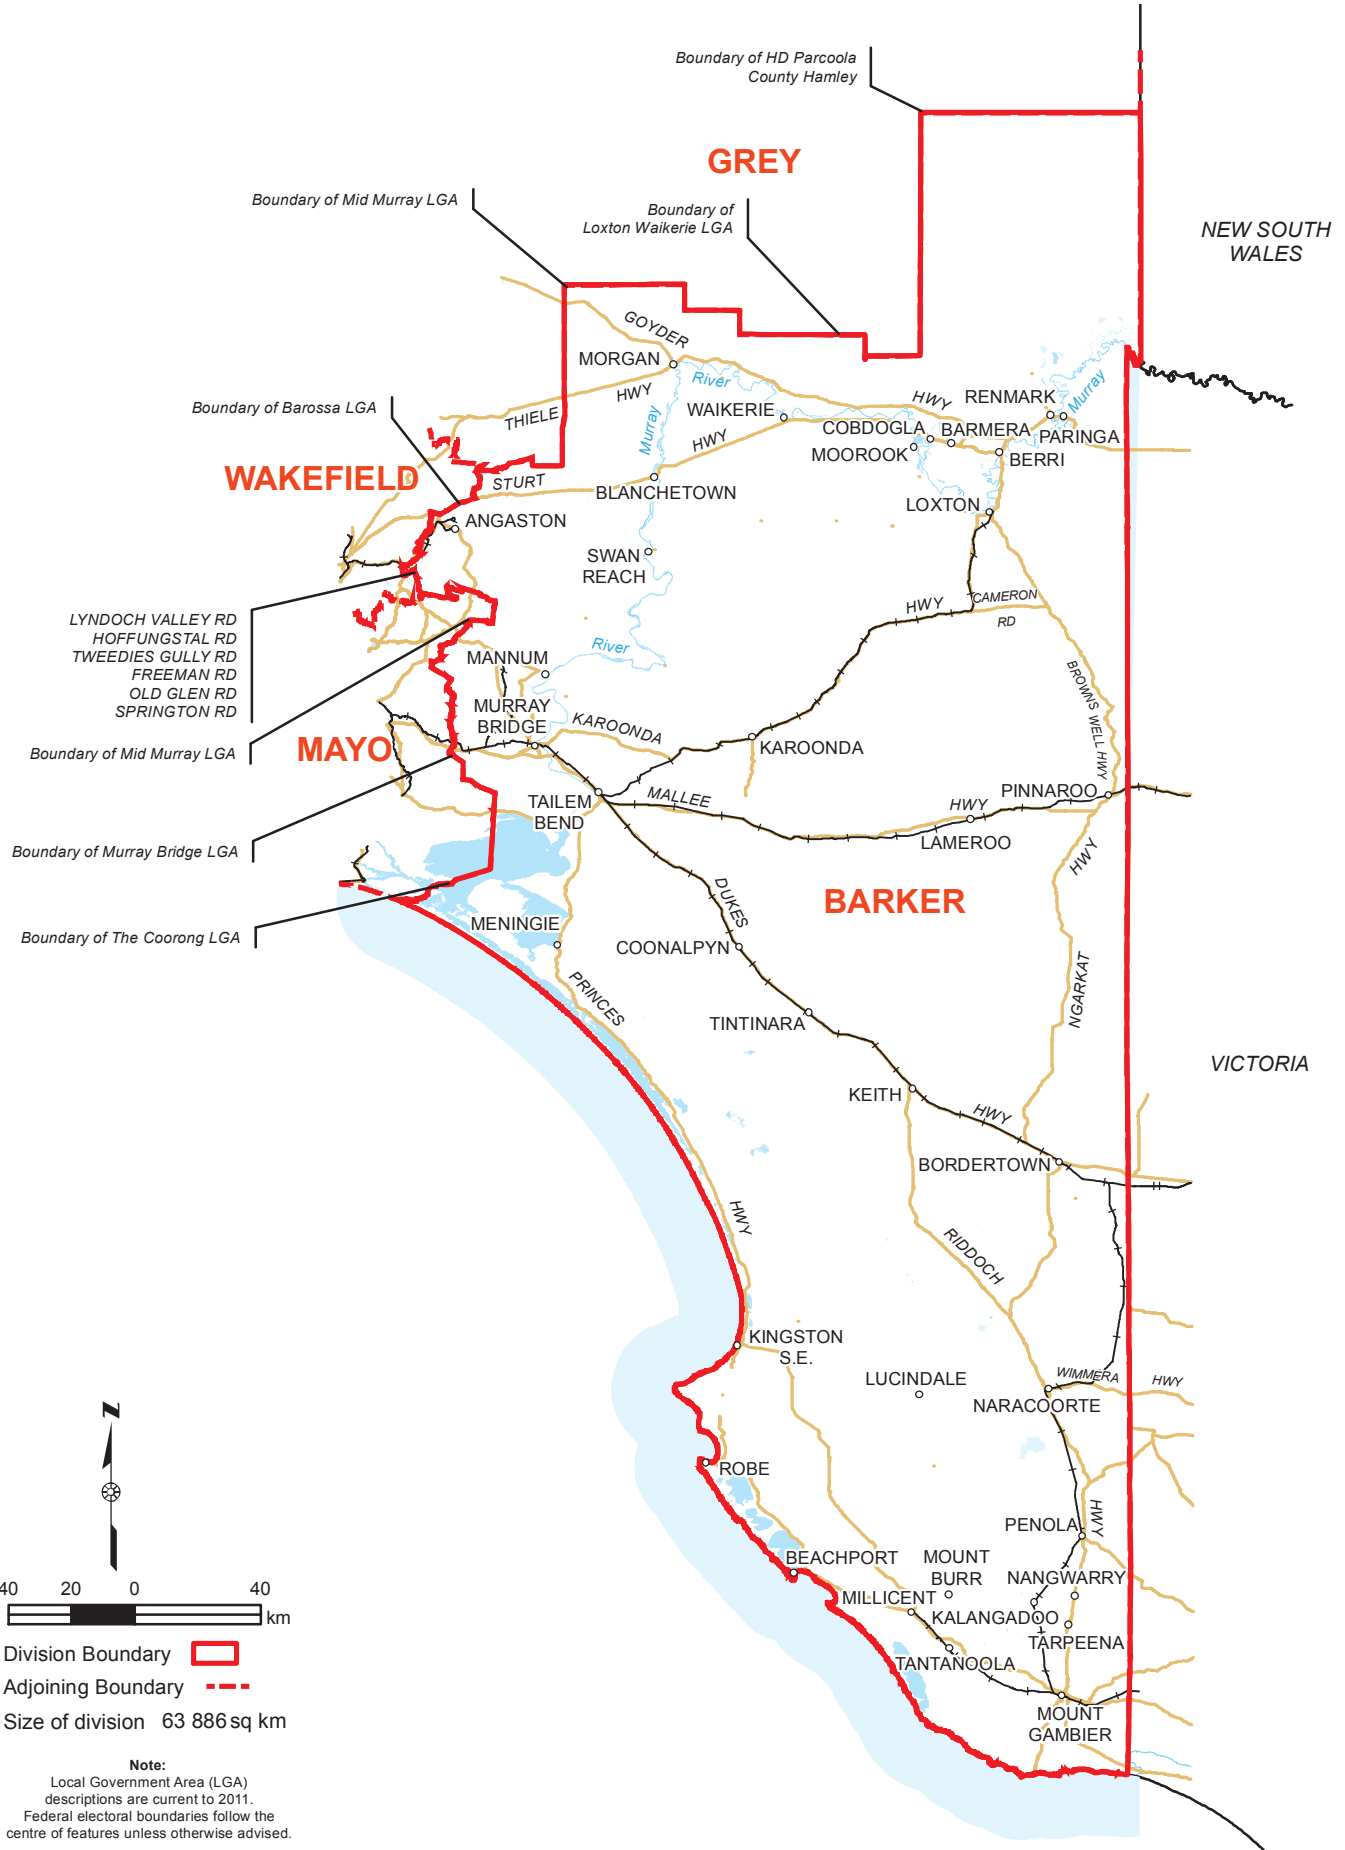 Boundary of HD Parcoola
County Hamley
GREY
Boundary of Mid Murray LGA
Boundary of
Loxton Waikerie LGA
NEW SOUTH
WALES
GOYDER
MORGAN
River
HWY
THIELE
Boundary of Barossa LGA
WAIKERIE
HWY
RENMARK
Murray
COBDOGLA
BARMERA
PARINGA
MOOROOK
BERRI
Murray
HWY
WAKEFIELD
STURT
BLANCHETOWN
LOXTON
ANGASTON
SWAN
REACH
HWY
CAMERON
RD
LYNDOCH VALLEY RD
HOFFUNGSTAL RD
TWEEDIES GULLY RD
FREEMAN RD
OLD GLEN RD
SPRINGTON RD
River
MANNUM
BROWNS WELL HWY
MURRAY
BRIDGE
KAROONDA
Boundary of Mid Murray LGA
MAYO
KAROONDA
PINNAROO
TAILEM
BEND
MALLEE
HWY
LAMEROO
HWY
Boundary of Murray Bridge LGA
DUKES
BARKER
MENINGIE
Boundary of The Coorong LGA
COONALPYN
PRINCES
NGARKAT
TINTINARA
VICTORIA
KEITH
HWY
BORDERTOWN
HWY
RIDDOCH
KINGSTON
S.E.
LUCINDALE
WIMMERA
HWY
NARACOORTE
ROBE
PENOLA
HWY
BEACHPORT
MOUNT
BURR
NANGWARRY
MILLICENT
KALANGADOO
TARPEENA
TANTANOOLA
MOUNT
GAMBIER
N
40 20 0 40
km
Division Boundary
Adjoining Boundary
Size of division 63 886 sq km
Note:
Local Government Area (LGA)
descriptions are current to 2011.
Federal electoral boundaries follow the
centre of features unless otherwise advised.